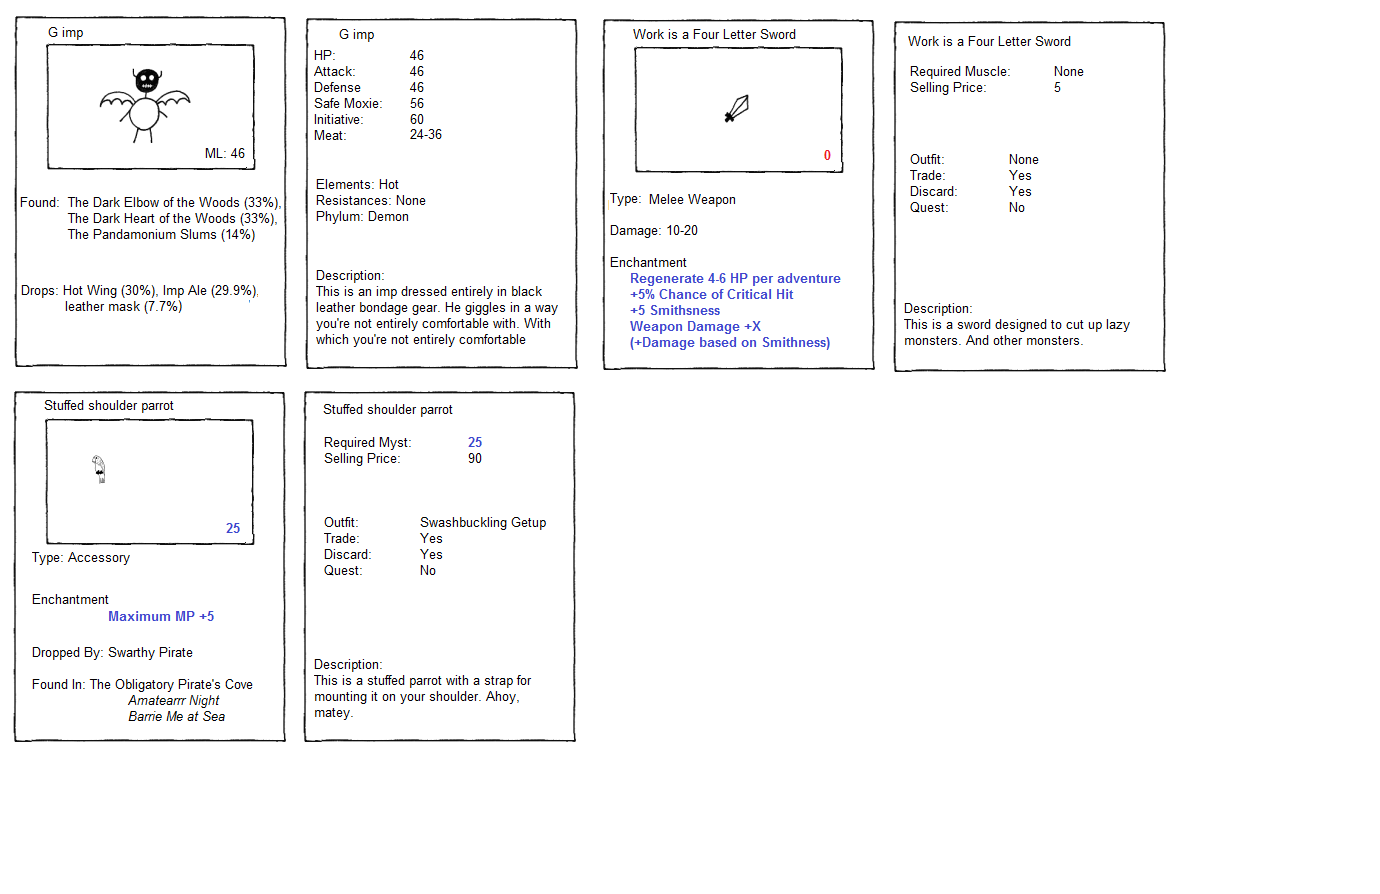 G imp
ML: 46
Found: The Dark Elbow of the Woods (33%),
The Dark Heart of the Woods (33%),
The Pandamonium Slums (14%)
Drops: Hot Wing (30%), Imp Ale (29.9%),
leather mask (7.7%)
G imp
HP: 46
Attack: 46
Defense 46
Safe Moxie: 56
Initiative: 60
Meat: 24-36
Elements: Hot
Resistances: None
Phylum: Demon
Description:
This is an imp dressed entirely in black
leather bondage gear. He giggles in a way
you're not entirely comfortable with. With
which you're not entirely comfortable
Work is a Four Letter Sword
0
Type: Melee Weapon
Damage: 10-20
Enchantment
Regenerate 4-6 HP per adventure
+5% Chance of Critical Hit
+5 Smithsness
Weapon Damage +X
(+Damage based on Smithness)
Work is a Four Letter Sword
Required Muscle: None
Selling Price: 5
Outfit: None
Trade: Yes
Discard: Yes
Quest: No
Description:
This is a sword designed to cut up lazy
monsters. And other monsters.
Stuffed shoulder parrot
25
Type: Accessory
Enchantment
Maximum MP +5
Dropped By: Swarthy Pirate
Found In: The Obligatory Pirate's Cove
Amatearrr Night
Barrie Me at Sea
Stuffed shoulder parrot
Required Myst: 25
Selling Price: 90
Outfit: Swashbuckling Getup
Trade: Yes
Discard: Yes
Quest: No
Description:
This is a stuffed parrot with a strap for
mounting it on your shoulder. Ahoy,
matey.